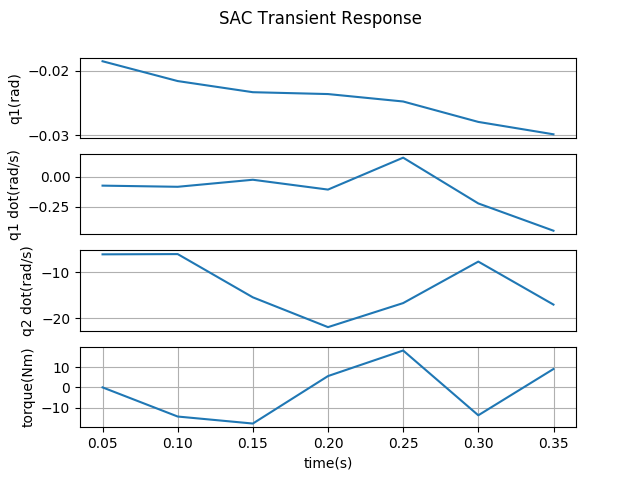 SAC Transient Response
q1(rad)
−0.02
−0.03
q1 dot(rad/s)
0.00
−0.25
q2 dot(rad/s)
−10
−20
torque(Nm)
10
0
−10
0.05 0.10 0.15 0.20 0.25 0.30 0.35
time(s)